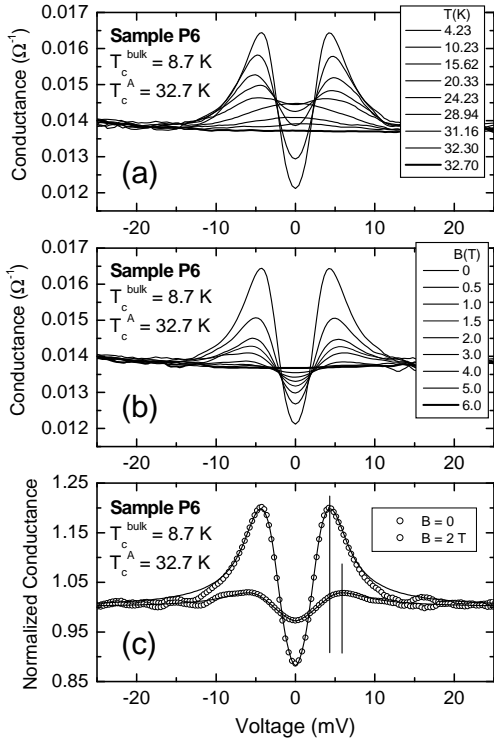 (a)
Sample P6
T_c^bulk = 8.7 K
T_c^A = 32.7 K
T(K)
4.23
10.23
15.62
20.33
24.23
28.94
31.16
32.30
32.70
Conductance (Ω⁻¹)
0.017
0.016
0.015
0.014
0.013
0.012
-20 -10 0 10 20
(b)
Sample P6
T_c^bulk = 8.7 K
T_c^A = 32.7 K
B(T)
0
0.5
1.0
1.5
2.0
3.0
4.0
5.0
6.0
Conductance (Ω⁻¹)
0.017
0.016
0.015
0.014
0.013
0.012
-20 -10 0 10 20
(c)
Sample P6
T_c^bulk = 8.7 K
T_c^A = 32.7 K
B = 0
B = 2 T
Normalized Conductance
1.25
1.15
1.05
0.95
0.85
-20 -10 0 10 20
Voltage (mV)